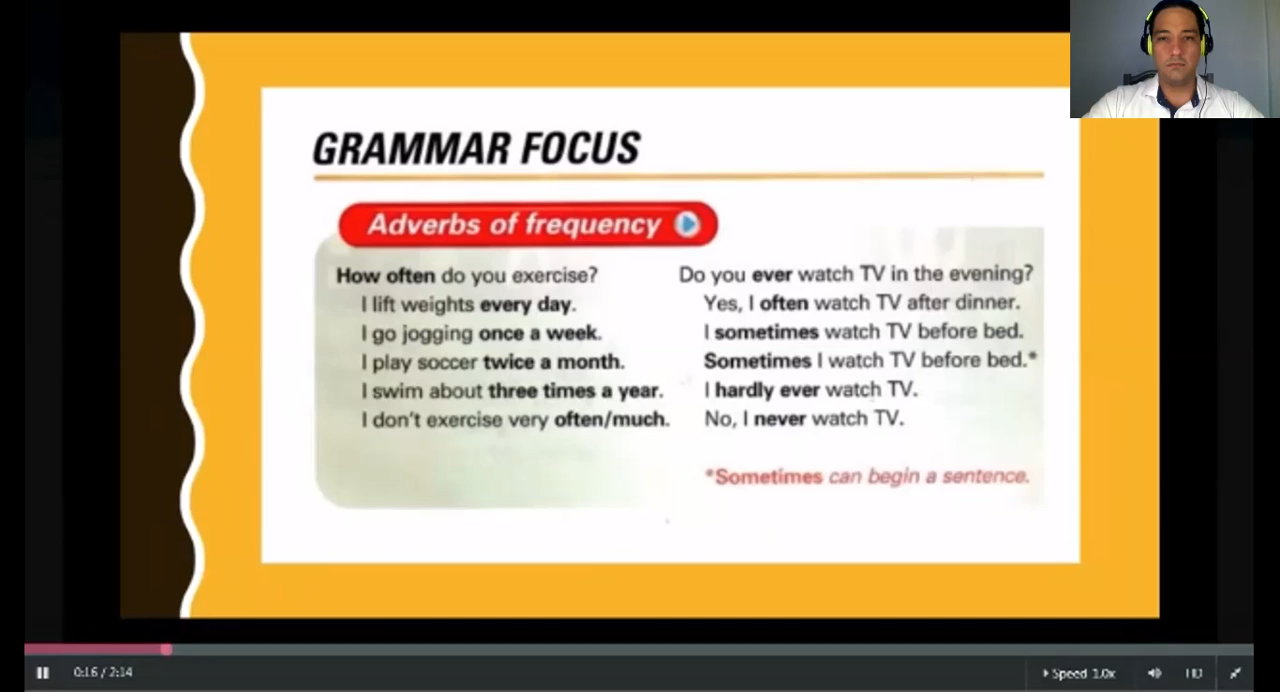 GRAMMAR FOCUS
Adverbs of frequency
How often do you exercise?
I lift weights every day.
I go jogging once a week.
I play soccer twice a month.
I swim about three times a year.
I don't exercise very often/much.
Do you ever watch TV in the evening?
Yes, I often watch TV after dinner.
I sometimes watch TV before bed.
Sometimes I watch TV before bed.*
I hardly ever watch TV.
No, I never watch TV.
*Sometimes can begin a sentence.
0:16 / 2:14
Speed 1.0x
HD